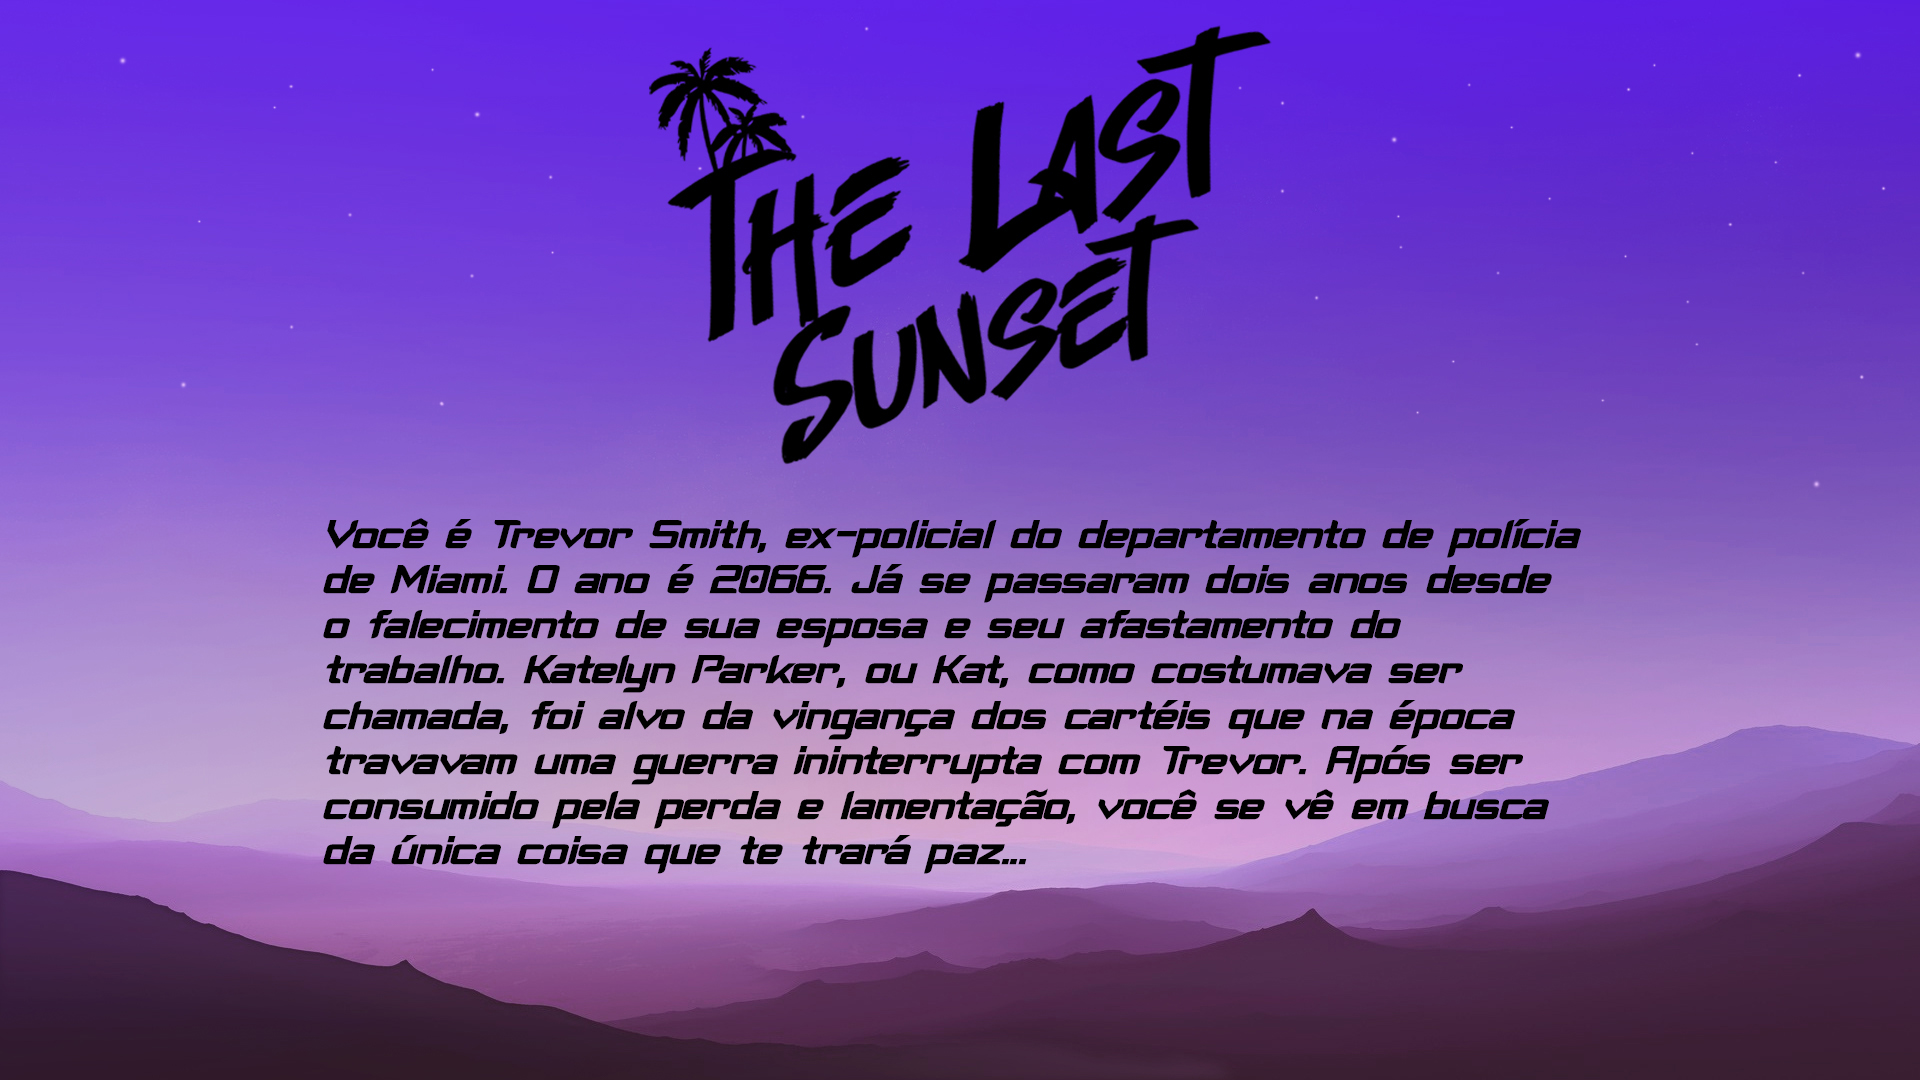 THE LAST
SUNSET
Você é Trevor Smith, ex-policial do departamento de polícia
de Miami. O ano é 2066. Já se passaram dois anos desde
o falecimento de sua esposa e seu afastamento do
trabalho. Katelyn Parker, ou Kat, como costumava ser
chamada, foi alvo da vingança dos cartéis que na época
travavam uma guerra ininterrupta com Trevor. Após ser
consumido pela perda e lamentação, você se vê em busca
da única coisa que te trará paz...